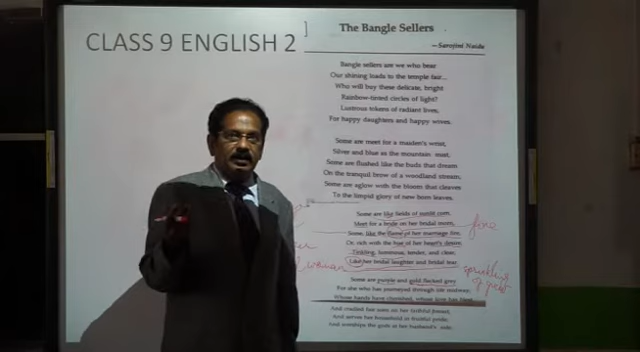 CLASS 9 ENGLISH 2
The Bangle Sellers
—Sarojini Naidu
Bangle sellers are we who bear
Our shining loads to the temple fair...
Who will buy these delicate, bright
Rainbow-tinted circles of light?
Lustrous tokens of radiant lives,
For happy daughters and happy wives.
Some are meet for a maiden's wrist,
Silver and blue as the mountain mist,
Some are flushed like the buds that dream
On the tranquil brow of a woodland stream,
Some are aglow with the bloom that cleaves
To the limpid glory of new born leaves.
Some are like fields of sunlit corn,
Meet for a bride on her bridal morn,
Some, like the flame of her marriage fire,
Or, rich with the hue of her heart's desire,
Tinkling, luminous, tender, and clear,
Like her bridal laughter and bridal tear.
fire
woman
Some are purple and gold flecked grey
For she who has journeyed through life midway,
Whose hands have cherished, whose love has blest,
And cradled fair sons on her faithful breast,
And serves her household in fruitful pride,
And worships the gods at her husband's side.
of